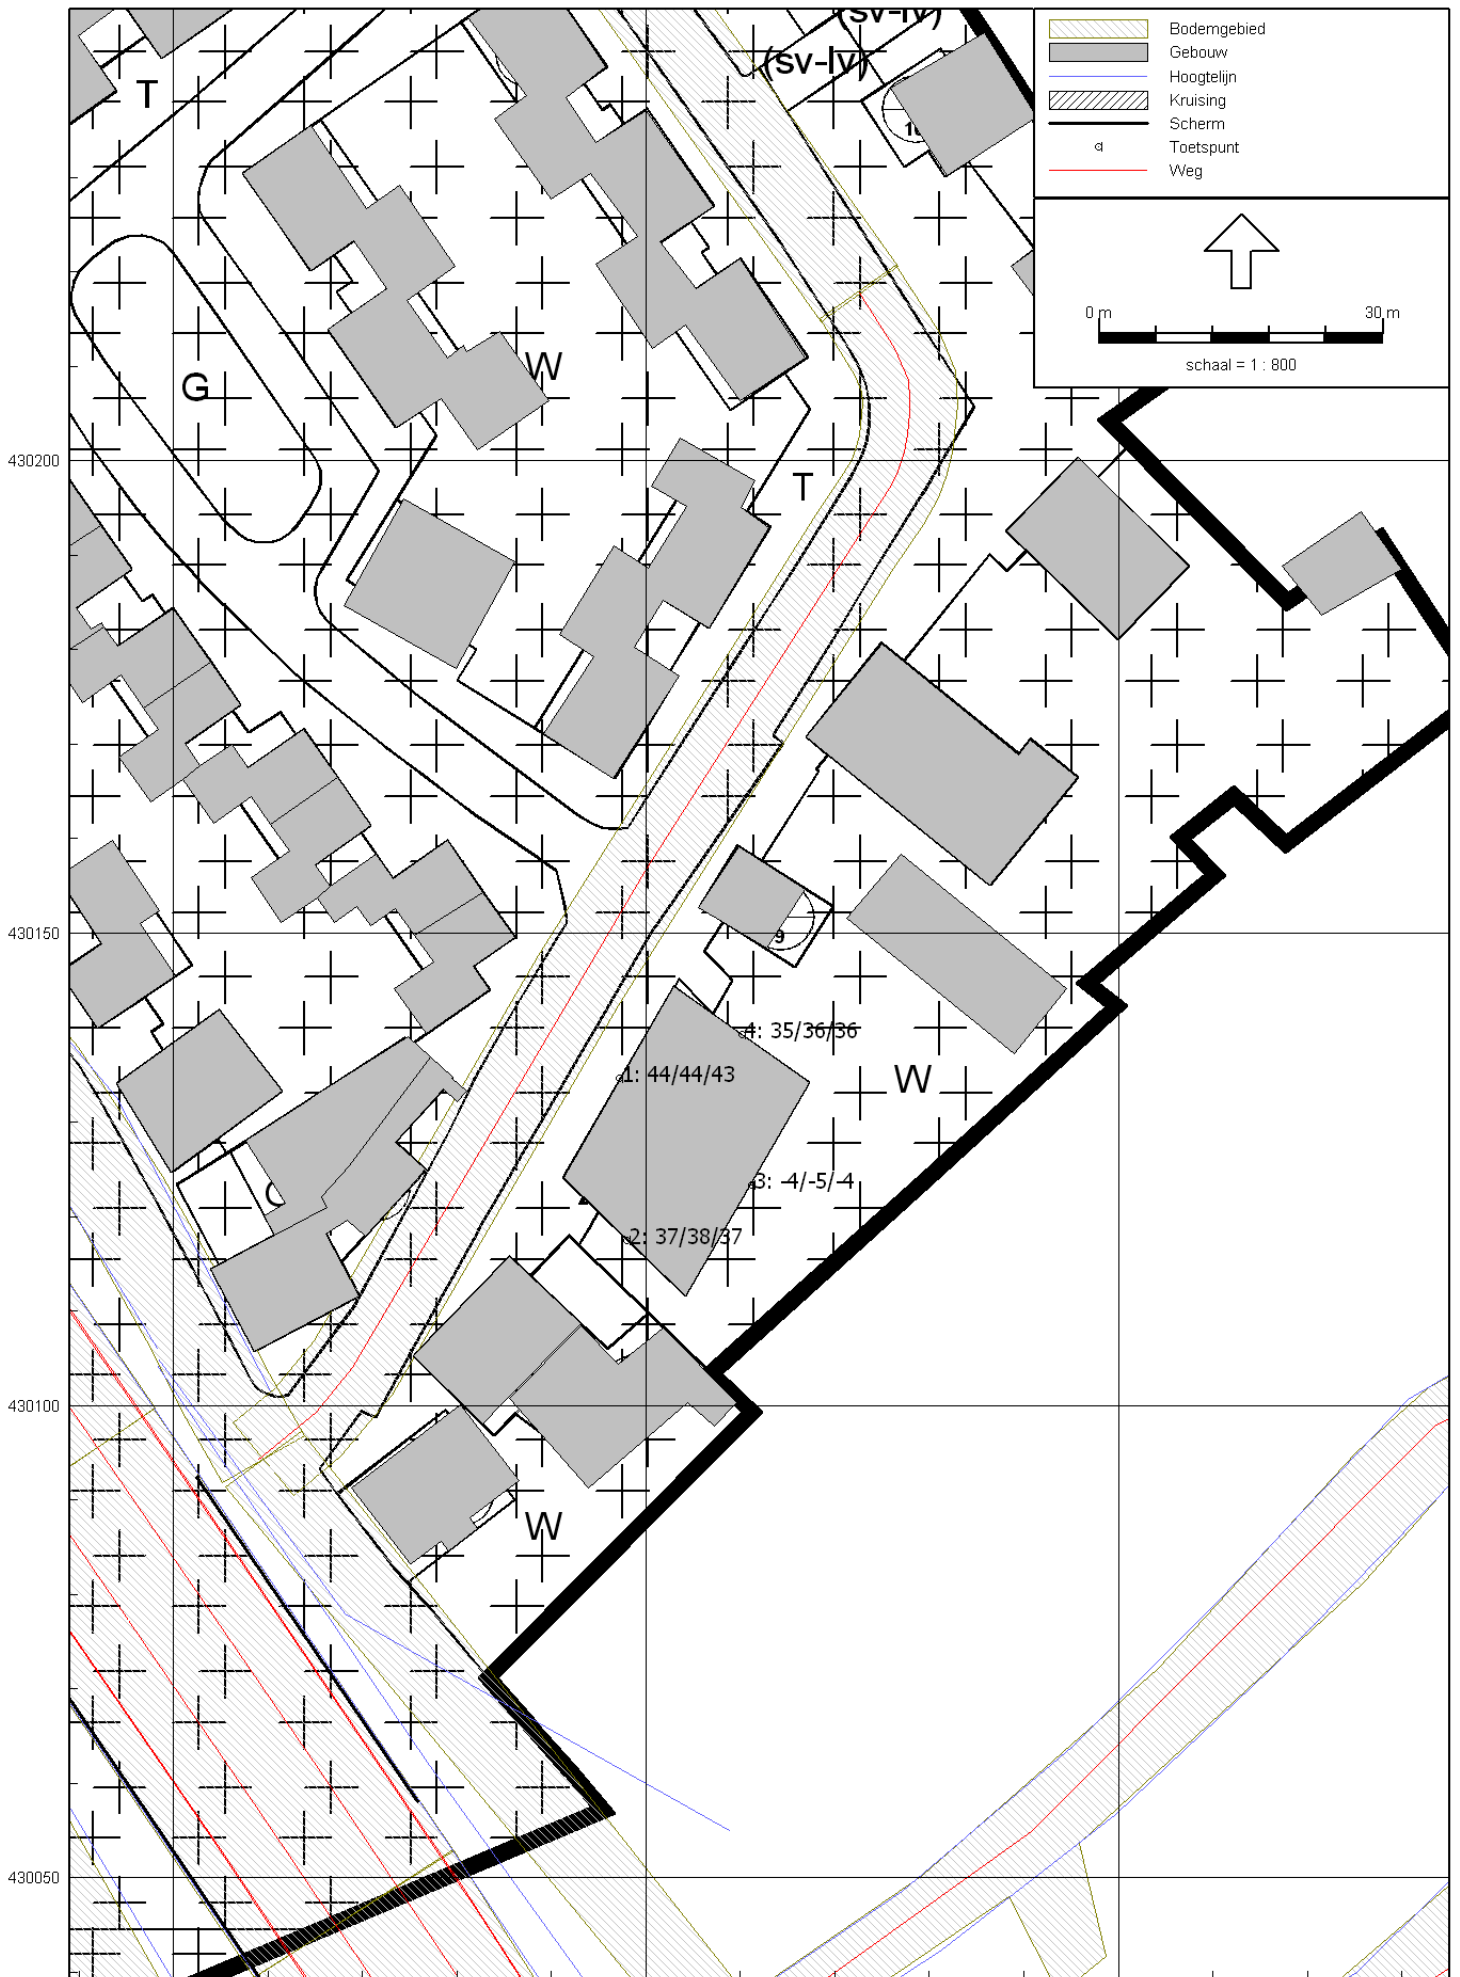 (sv-lv)
(sv-lv)
T
Bodemgebied
Gebouw
Hoogtelijn
Kruising
Scherm
Toetspunt
Weg
0 m 30 m
schaal = 1 : 800
W
G
430200
T
430150
9
4: 35/36/36
1: 44/44/43
W
3: -4/-5/-4
2: 37/38/37
430100
W
430050